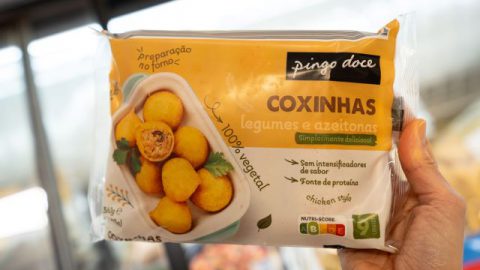 Preparação
no forno
pingo doce
COXINHAS
legumes e azeitonas
Simplesmente deliciosa!
100% vegetal
Sem intensificadores
de sabor
Fonte de proteína
chicken style
NUTRI-SCORE
COXINHAS